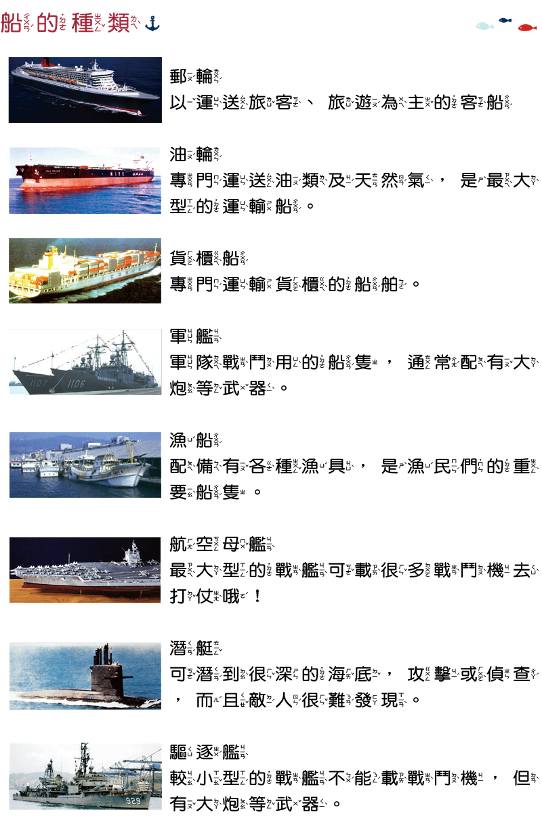 船的種類
郵輪
以運送旅客、旅遊為主的客船
油輪
專門運送油類及天然氣，是最大
型的運輸船。
貨櫃船
專門運輸貨櫃的船舶。
軍艦
軍隊戰鬥用的船隻，通常配有大
炮等武器。
1107 1106
漁船
配備有各種漁具，是漁民們的重
要船隻。
航空母艦
最大型的戰艦可載很多戰鬥機去
打仗哦！
潛艇
可潛到很深的海底，攻擊或偵查
，而且敵人很難發現。
驅逐艦
較小型的戰艦不能載戰鬥機，但
有大炮等武器。
929